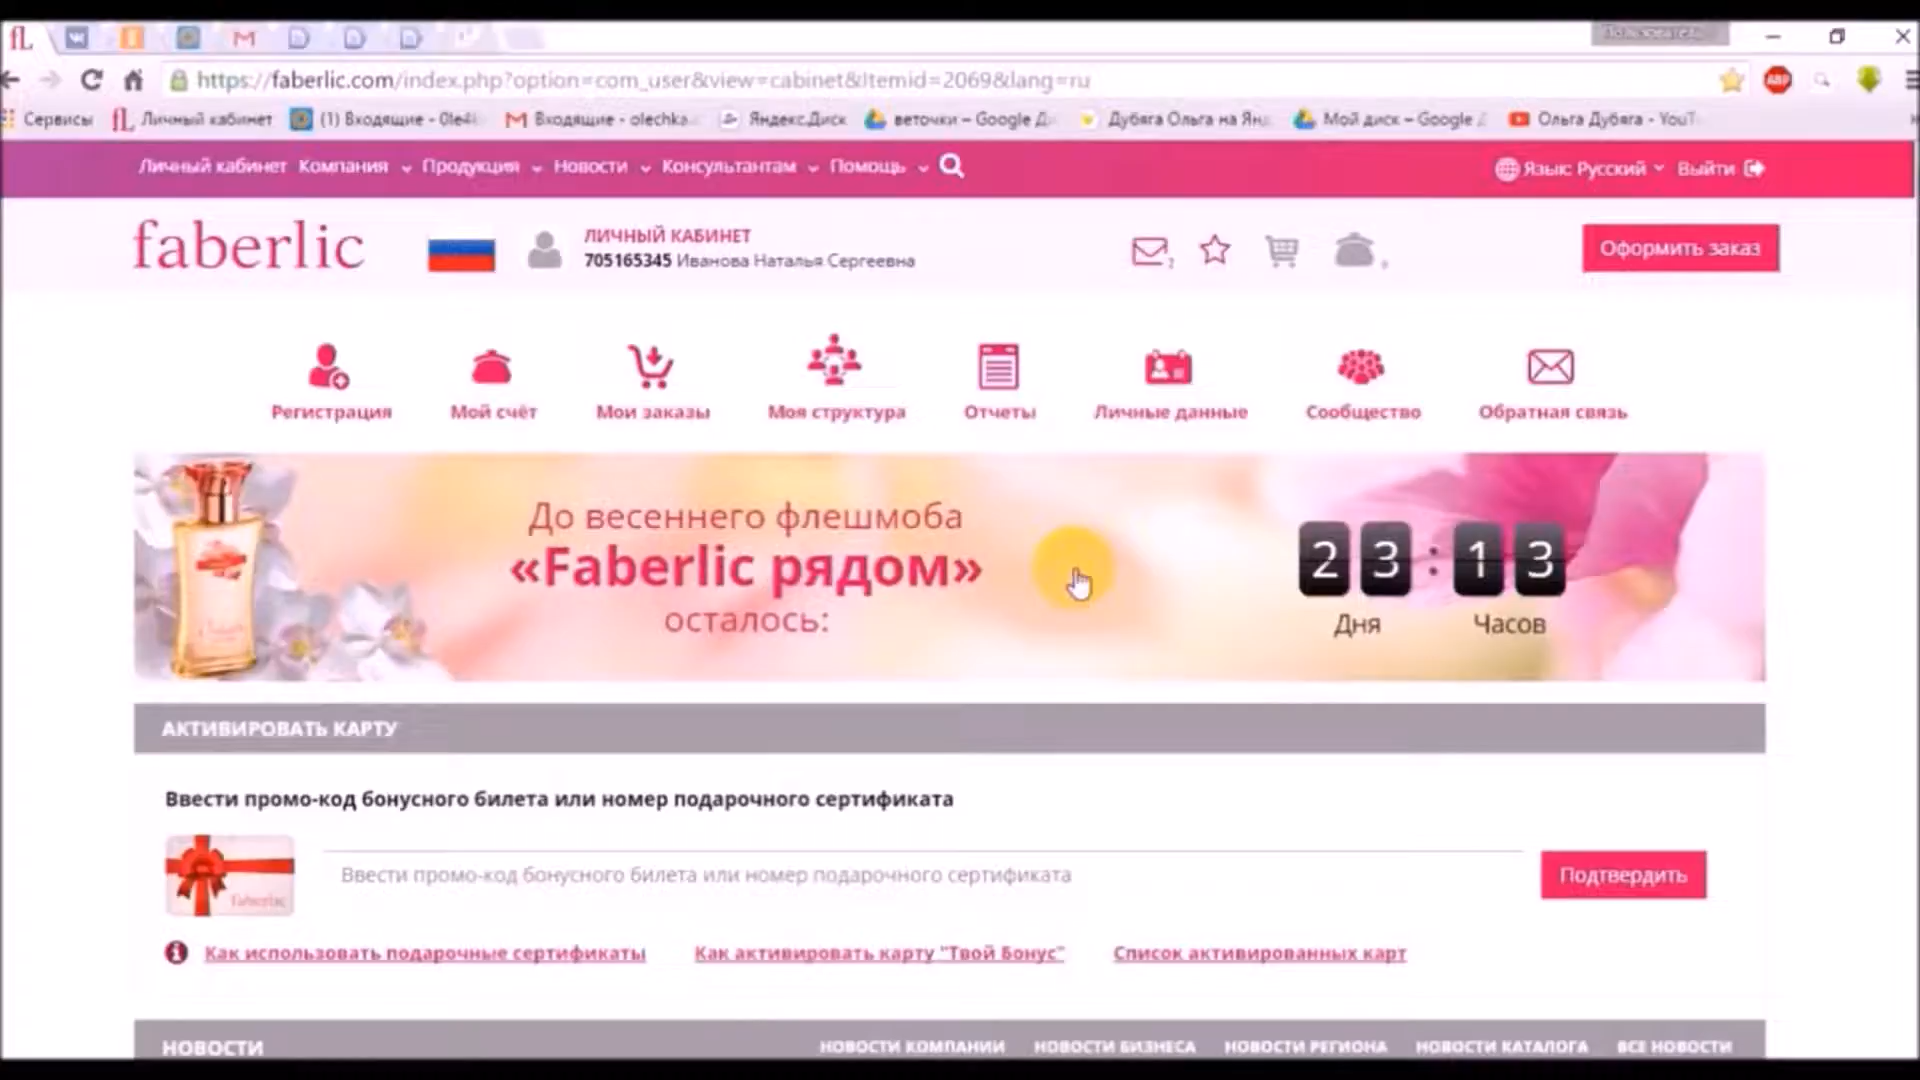 https://faberlic.com/index.php?option=com_user&view=cabinet&Itemid=2069&lang=ru
Сервисы Личный кабинет (1) Входящие - Входящие - olechka. Яндекс.Диск веточки – Google Дубяга Ольга на Мой диск – Google Ольга Дубяга -
Личный кабинет Компания Продукция Новости Консультантам Помощь Язык: Русский Выйти
faberlic
ЛИЧНЫЙ КАБИНЕТ
705165345 Иванова Наталья Сергеевна
Оформить заказ
Регистрация Мой счёт Мои заказы Моя структура Отчеты Личные данные Сообщество Обратная связь
До весеннего флешмоба
«Faberlic рядом»
осталось:
23 : 13
Дня Часов
АКТИВИРОВАТЬ КАРТУ
Ввести промо-код бонусного билета или номер подарочного сертификата
Ввести промо-код бонусного билета или номер подарочного сертификата
Подтвердить
Faberlic
Как использовать подарочные сертификаты Как активировать карту "Твой Бонус" Список активированных карт
НОВОСТИ НОВОСТИ КОМПАНИИ НОВОСТИ БИЗНЕСА НОВОСТИ РЕГИОНА НОВОСТИ КАТАЛОГА ВСЕ НОВОСТИ